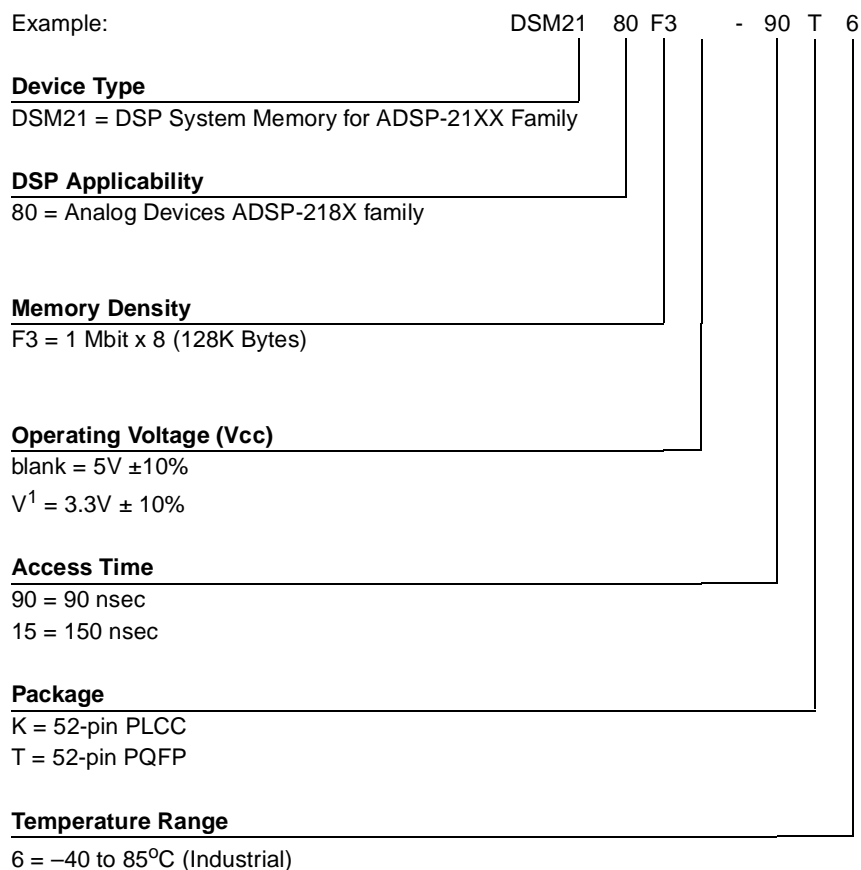 Example: DSM21 80 F3 - 90 T 6
Device Type
DSM21 = DSP System Memory for ADSP-21XX Family
DSP Applicability
80 = Analog Devices ADSP-218X family
Memory Density
F3 = 1 Mbit x 8 (128K Bytes)
Operating Voltage (Vcc)
blank = 5V ±10%
V¹ = 3.3V ± 10%
Access Time
90 = 90 nsec
15 = 150 nsec
Package
K = 52-pin PLCC
T = 52-pin PQFP
Temperature Range
6 = –40 to 85°C (Industrial)